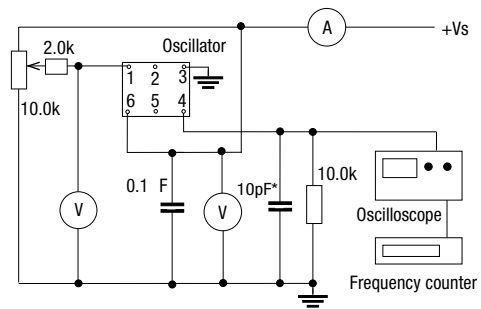 A
+Vs
2.0k
Oscillator
1 2 3
6 5 4
10.0k
V
0.1 F
V
10pF*
10.0k
Oscilloscope
Frequency counter